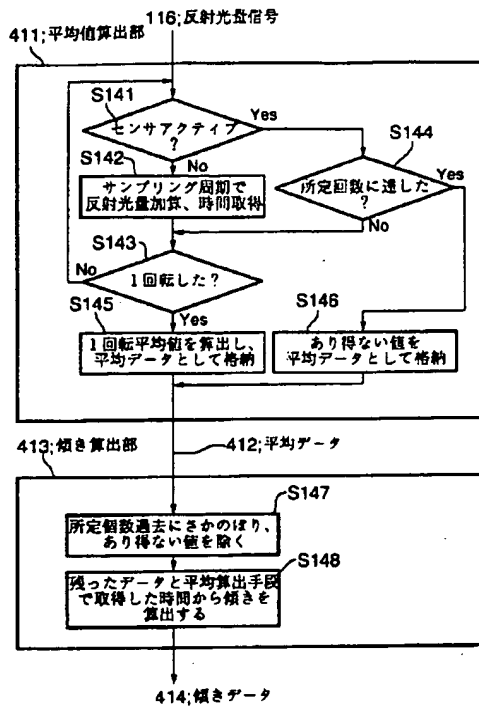 116;反射光量信号
411;平均値算出部
S141
センサアクティブ
?
Yes
S144
S142
No
サンプリング周期で
反射光量加算、時間取得
所定回数に達した
?
Yes
No
S143
No
1回転した?
S145
Yes
S146
1回転平均値を算出し、
平均データとして格納
あり得ない値を
平均データとして格納
413;傾き算出部
412;平均データ
S147
所定個数過去にさかのぼり、
あり得ない値を除く
S148
残ったデータと平均算出手段
で取得した時間から傾きを
算出する
414;傾きデータ